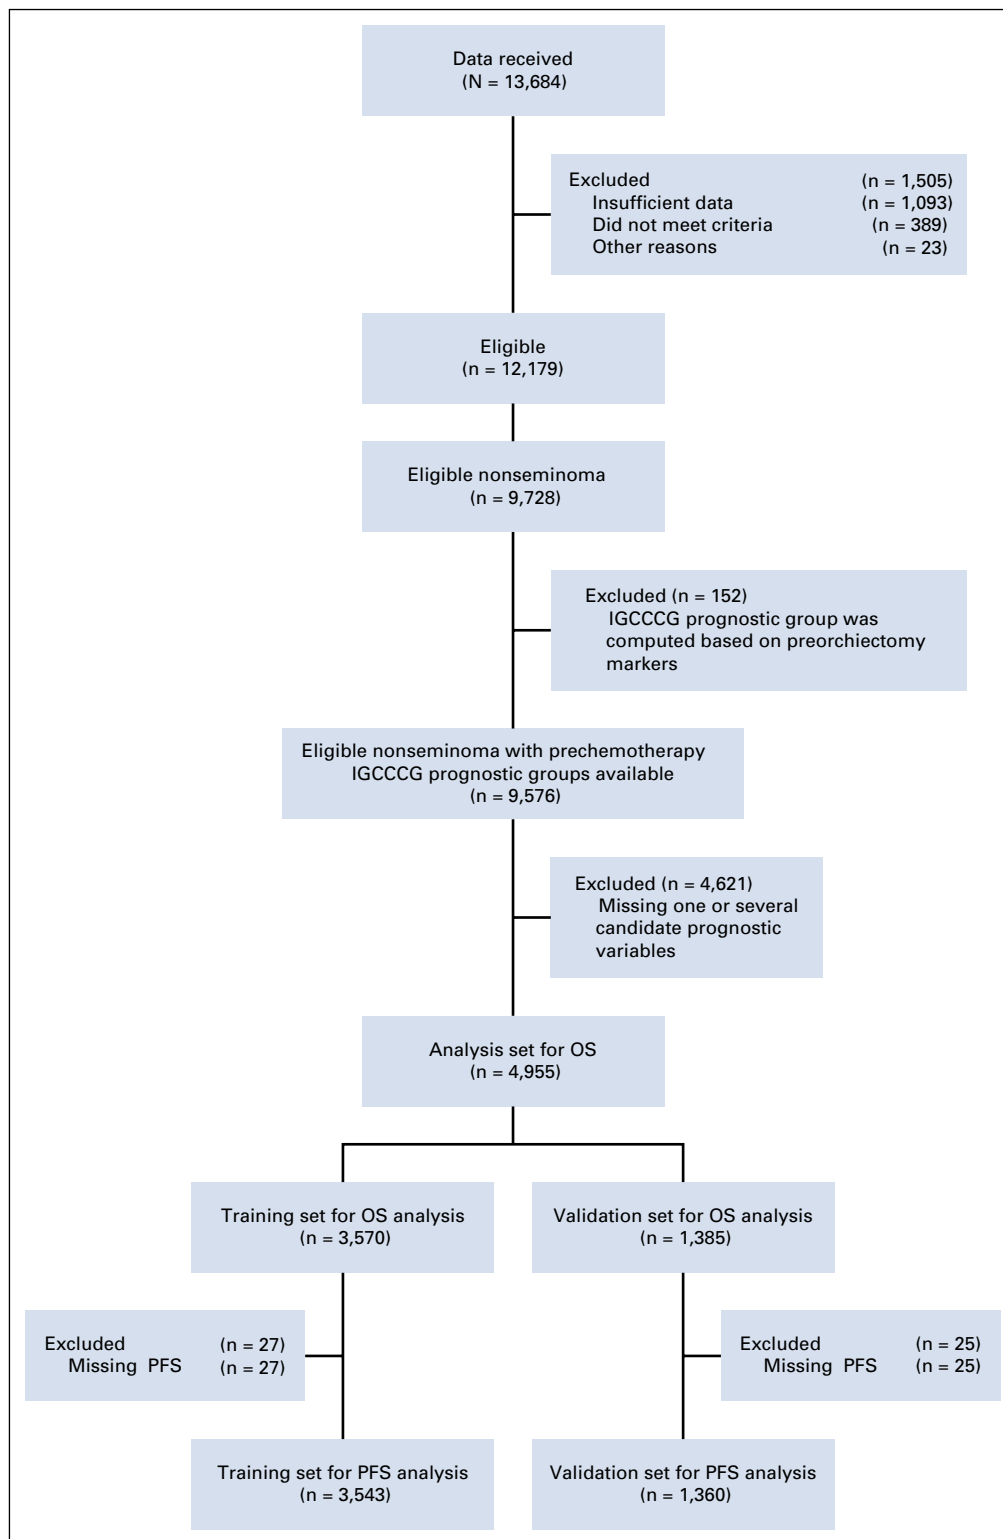 Data received
(N = 13,684)
Excluded (n = 1,505)
Insufficient data (n = 1,093)
Did not meet criteria (n = 389)
Other reasons (n = 23)
Eligible
(n = 12,179)
Eligible nonseminoma
(n = 9,728)
Excluded (n = 152)
IGCCCG prognostic group was
computed based on preorchiectomy
markers
Eligible nonseminoma with prechemotherapy
IGCCCG prognostic groups available
(n = 9,576)
Excluded (n = 4,621)
Missing one or several
candidate prognostic
variables
Analysis set for OS
(n = 4,955)
Training set for OS analysis
(n = 3,570)
Validation set for OS analysis
(n = 1,385)
Excluded (n = 27)
Missing PFS (n = 27)
Excluded (n = 25)
Missing PFS (n = 25)
Training set for PFS analysis
(n = 3,543)
Validation set for PFS analysis
(n = 1,360)